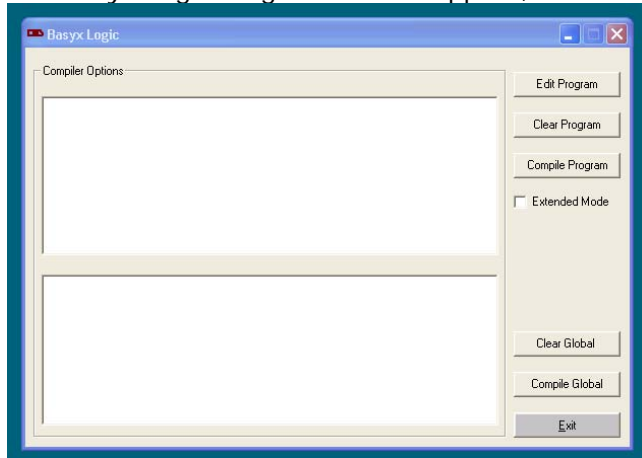 Basyx Logic
Compiler Options
Edit Program
Clear Program
Compile Program
Extended Mode
Clear Global
Compile Global
Exit